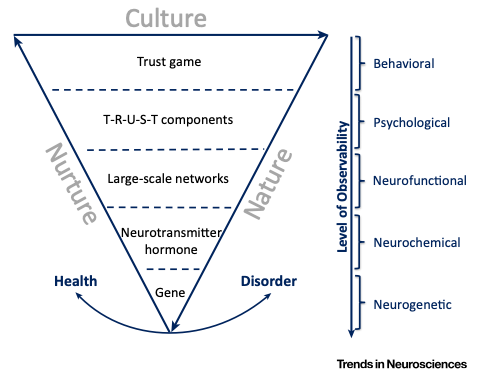 Culture
Trust game
Behavioral
T-R-U-S-T components
Psychological
Nurture
Nature
Level of Observability
Large-scale networks
Neurofunctional
Neurotransmitter
hormone
Neurochemical
Health
Disorder
Gene
Neurogenetic
Trends in Neurosciences